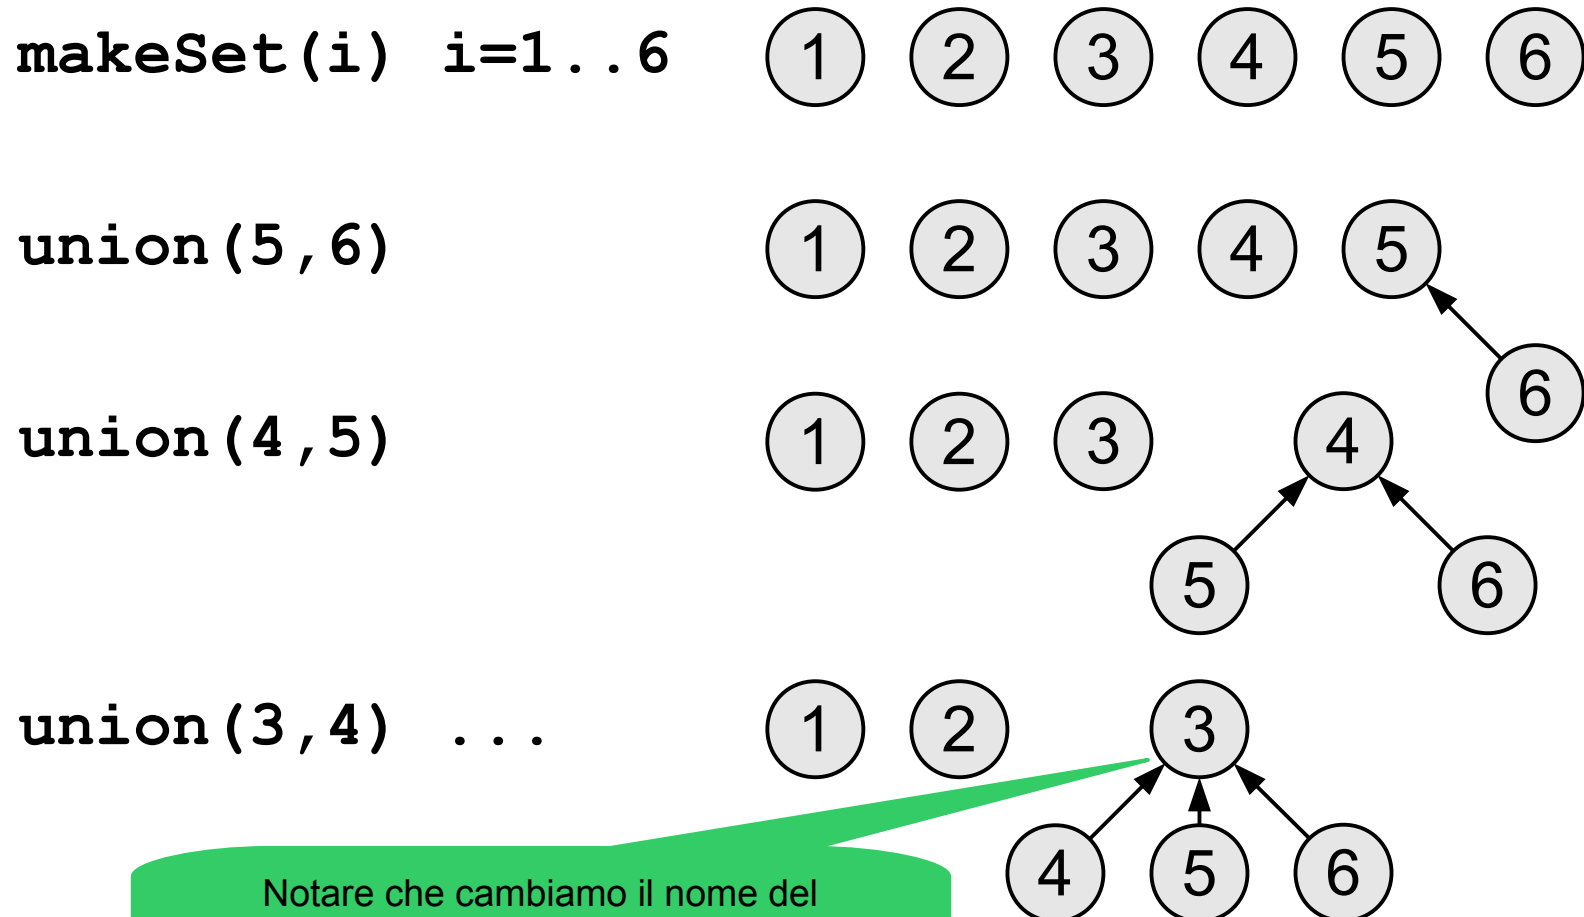 makeSet(i) i=1..6 1 2 3 4 5 6
union(5,6) 1 2 3 4 5
6
union(4,5) 1 2 3 4
5 6
union(3,4) ... 1 2 3
4 5 6
Notare che cambiamo il nome del